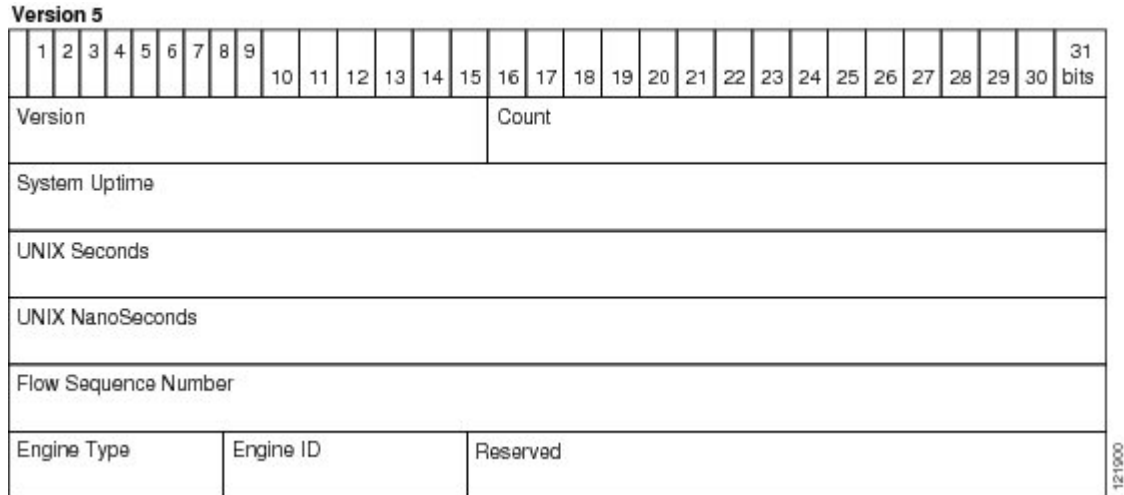 Version 5
1 2 3 4 5 6 7 8 9 10 11 12 13 14 15 16 17 18 19 20 21 22 23 24 25 26 27 28 29 30 31 bits
Version Count
System Uptime
UNIX Seconds
UNIX NanoSeconds
Flow Sequence Number
Engine Type Engine ID Reserved
121900